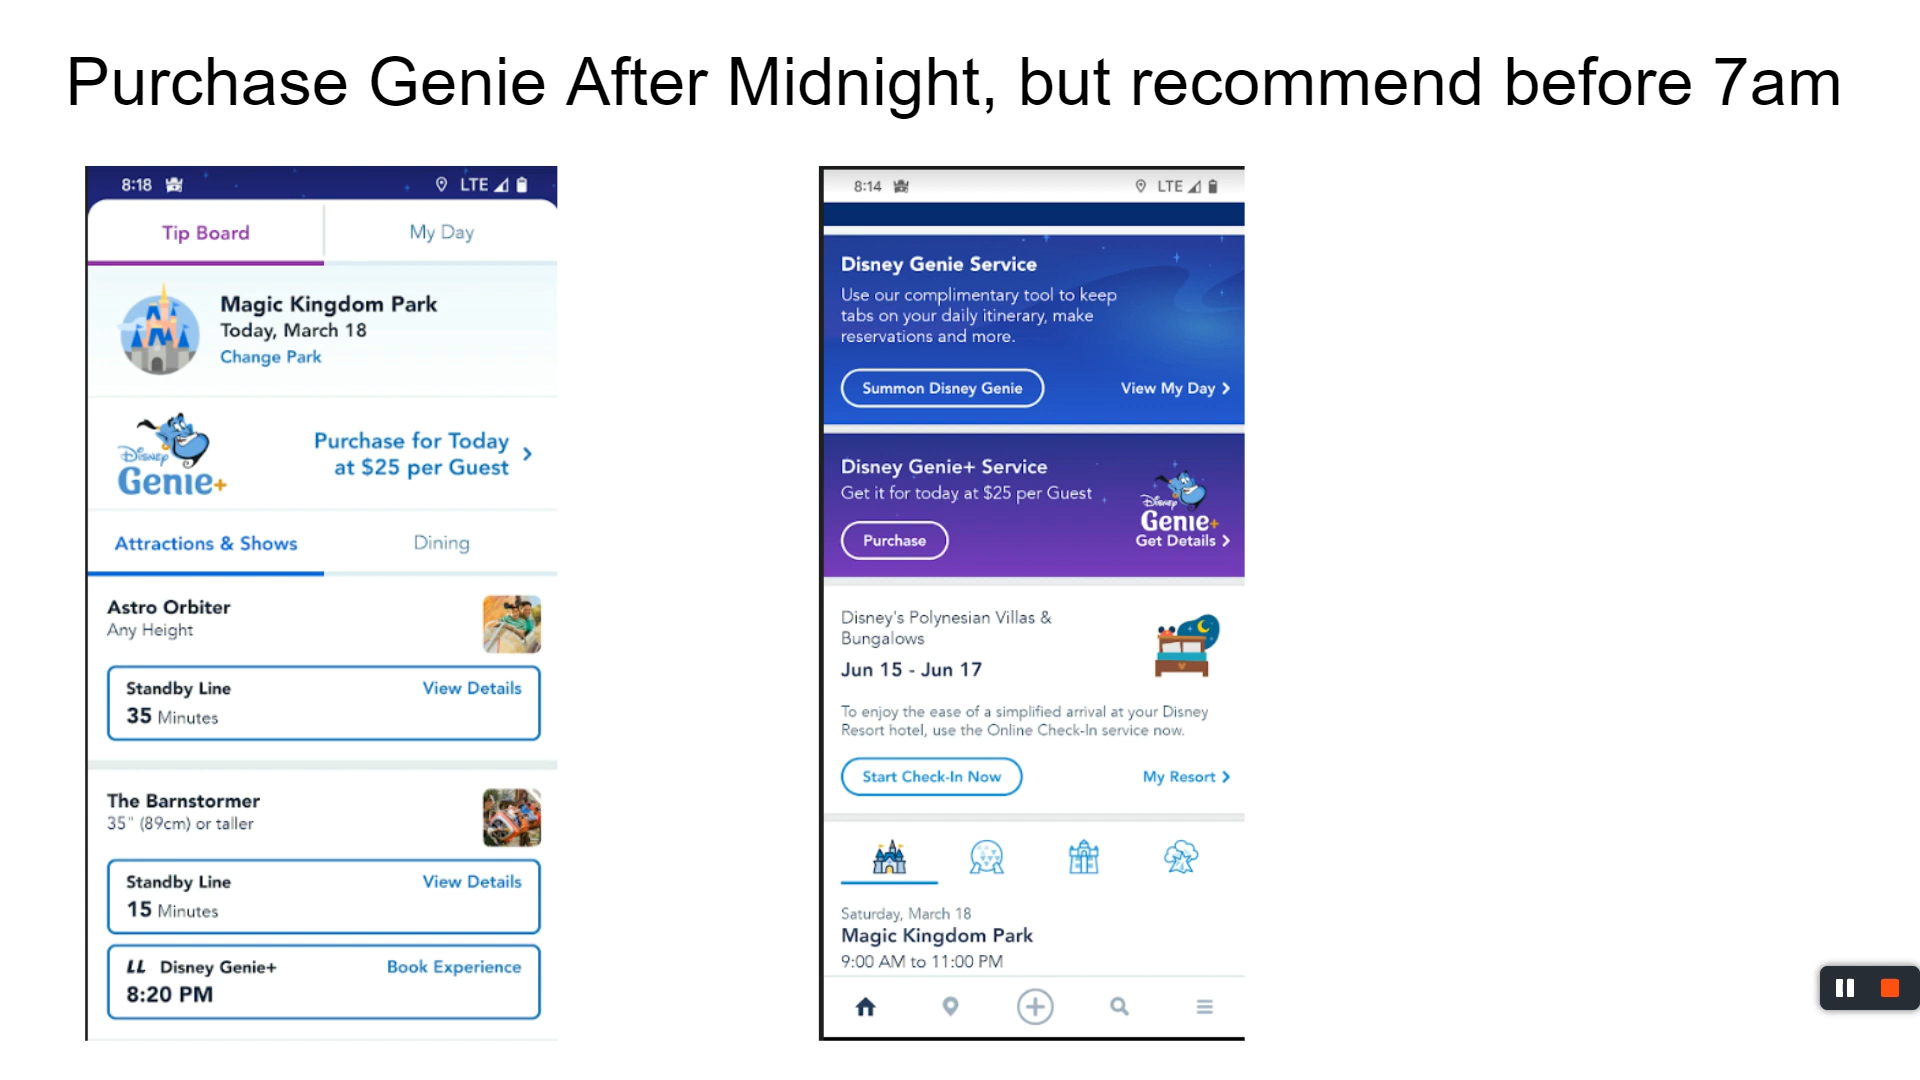 Purchase Genie After Midnight, but recommend before 7am
8:18 LTE
Tip Board My Day
Magic Kingdom Park
Today, March 18
Change Park
Disney
Genie+
Purchase for Today
at $25 per Guest
Attractions & Shows Dining
Astro Orbiter
Any Height
Standby Line View Details
35 Minutes
The Barnstormer
35" (89cm) or taller
Standby Line View Details
15 Minutes
LL Disney Genie+ Book Experience
8:20 PM
8:14 LTE
Disney Genie Service
Use our complimentary tool to keep
tabs on your daily itinerary, make
reservations and more.
Summon Disney Genie View My Day
Disney Genie+ Service
Get it for today at $25 per Guest
Purchase
Disney
Genie+
Get Details
Disney's Polynesian Villas &
Bungalows
Jun 15 - Jun 17
To enjoy the ease of a simplified arrival at your Disney
Resort hotel, use the Online Check-In service now.
Start Check-In Now My Resort
Saturday, March 18
Magic Kingdom Park
9:00 AM to 11:00 PM